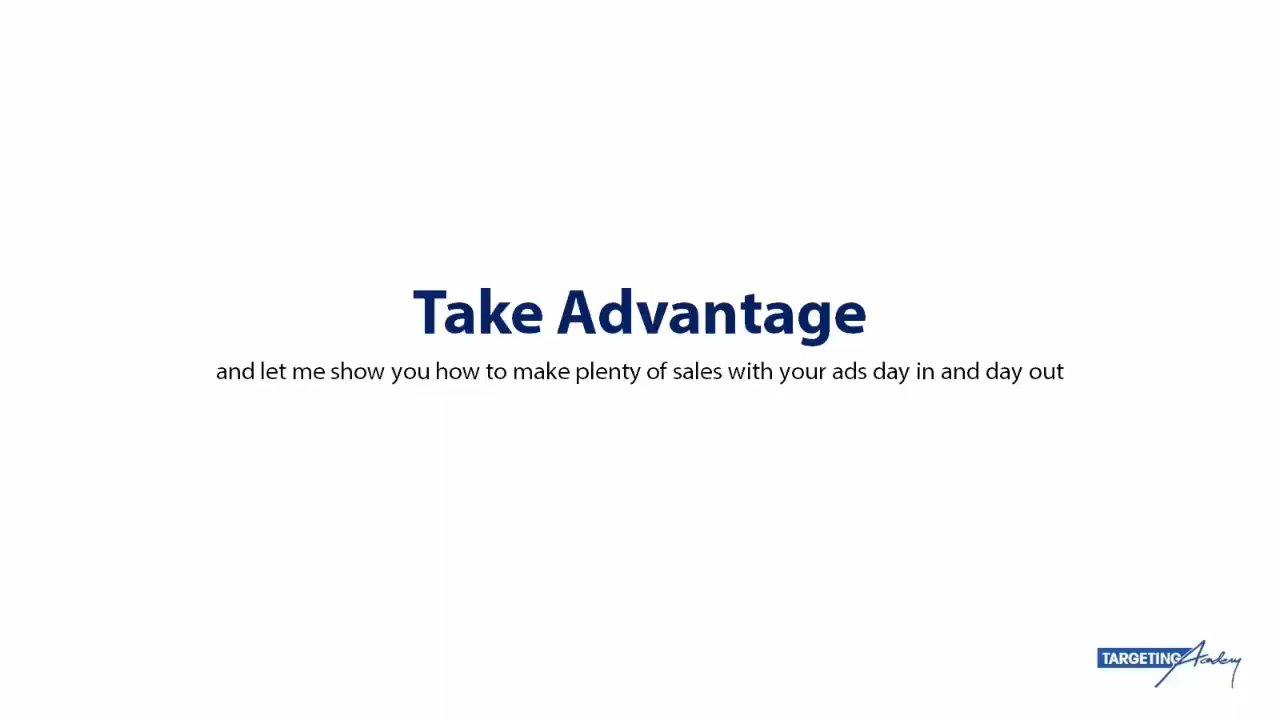 Take Advantage
and let me show you how to make plenty of sales with your ads day in and day out
TARGETING Academy